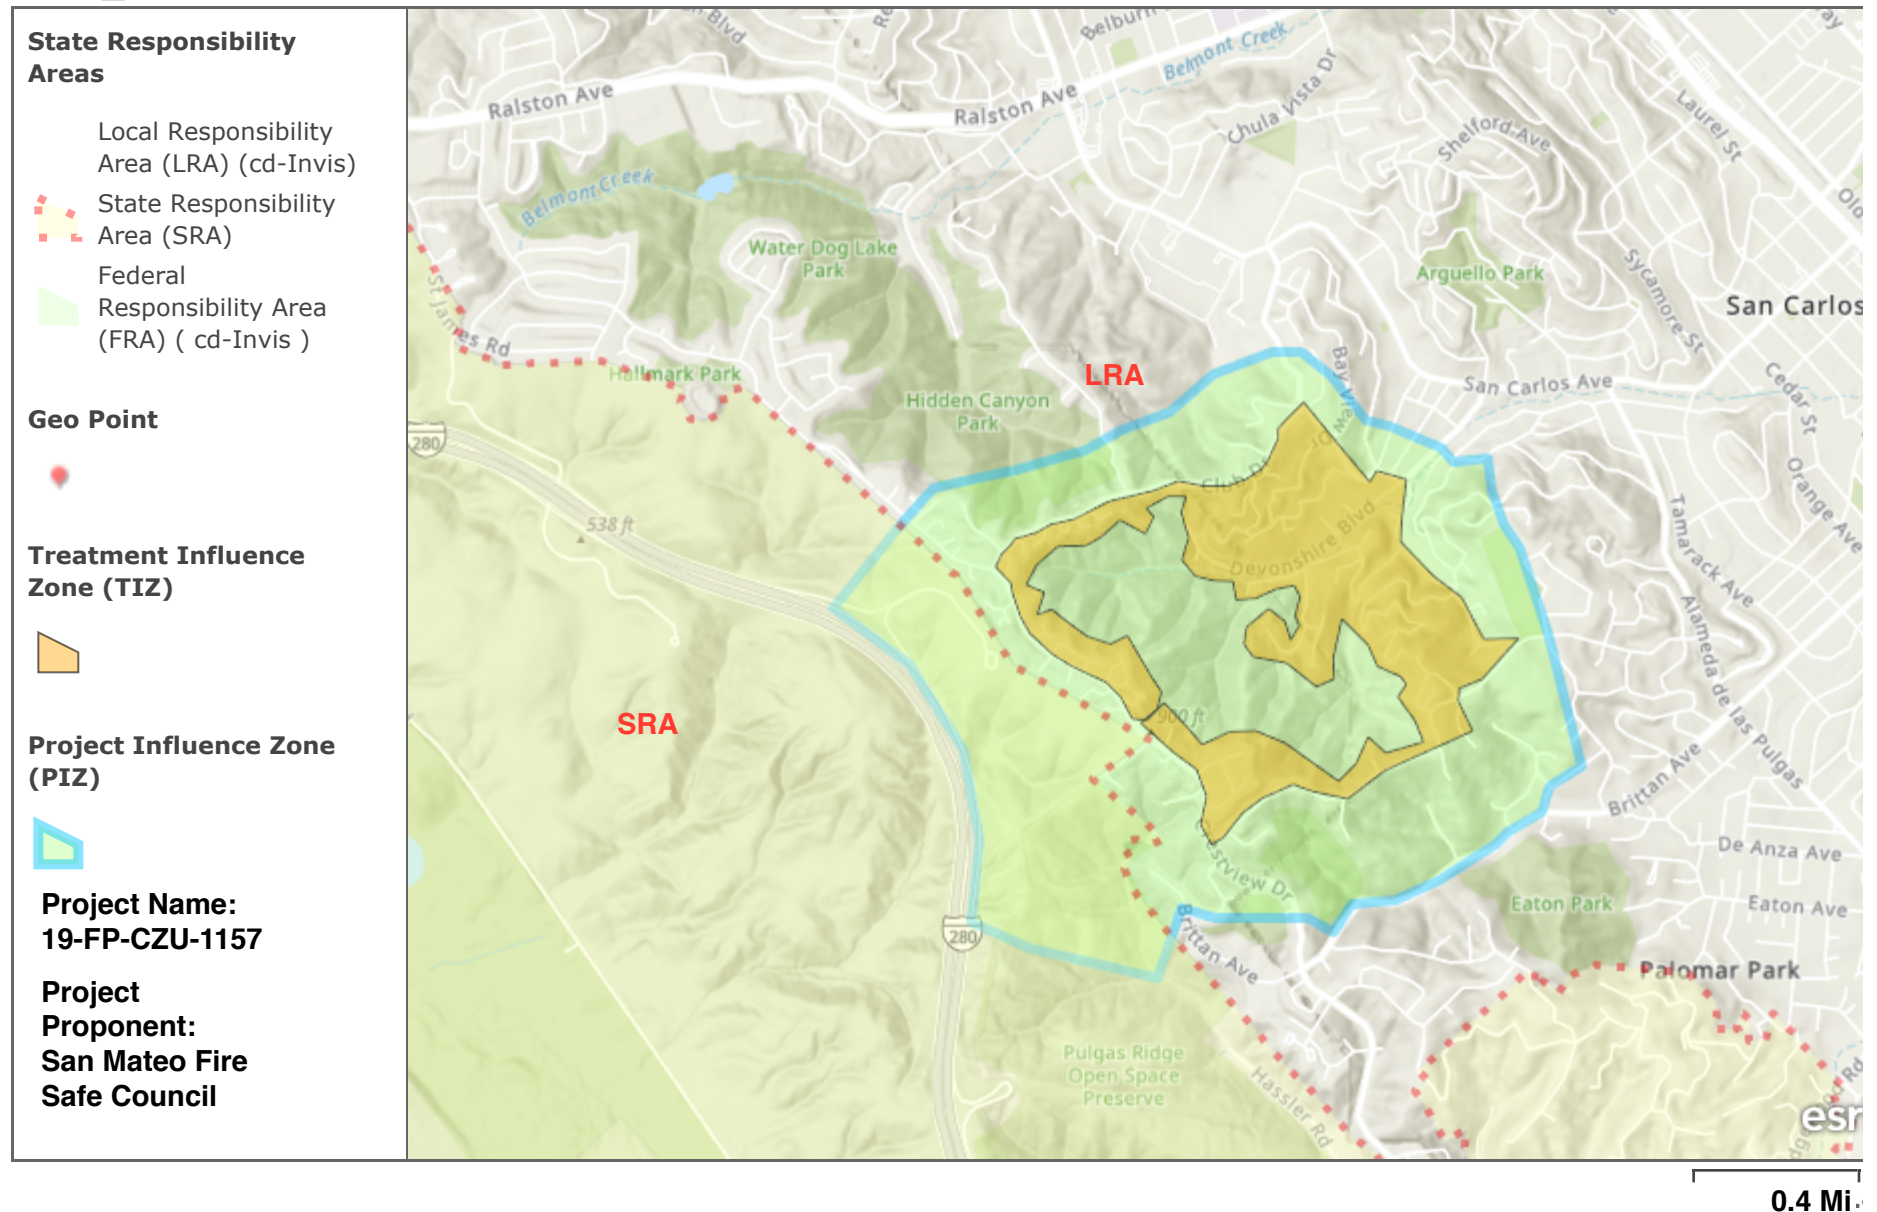 State Responsibility
Areas
Local Responsibility
Area (LRA) (cd-Invis)
State Responsibility
Area (SRA)
Federal
Responsibility Area
(FRA) ( cd-Invis )
Geo Point
Treatment Influence
Zone (TIZ)
Project Influence Zone
(PIZ)
Project Name:
19-FP-CZU-1157
Project
Proponent:
San Mateo Fire
Safe Council
Blvd
Belburn
Belmont Creek
Ralston Ave
Ralston Ave
Chula Vista Dr
Shelford Ave
Laurel St
Old
Belmont Creek
Water Dog Lake
Park
Arguello Park
Sycamore St
San Carlos
St James Rd
Hallmark Park
LRA
Hidden Canyon
Park
San Carlos Ave
Cedar St
280
Club Dr
Orange Ave
538 ft
Devonshire Blvd
Tamarack Ave
Alameda de las Pulgas
SRA
900 ft
Brittan Ave
De Anza Ave
Crestview Dr
Eaton Park
Eaton Ave
280
Brittan Ave
Palomar Park
Pulgas Ridge
Open Space
Preserve
Hassler Rd
Rd
esr
0.4 Mi